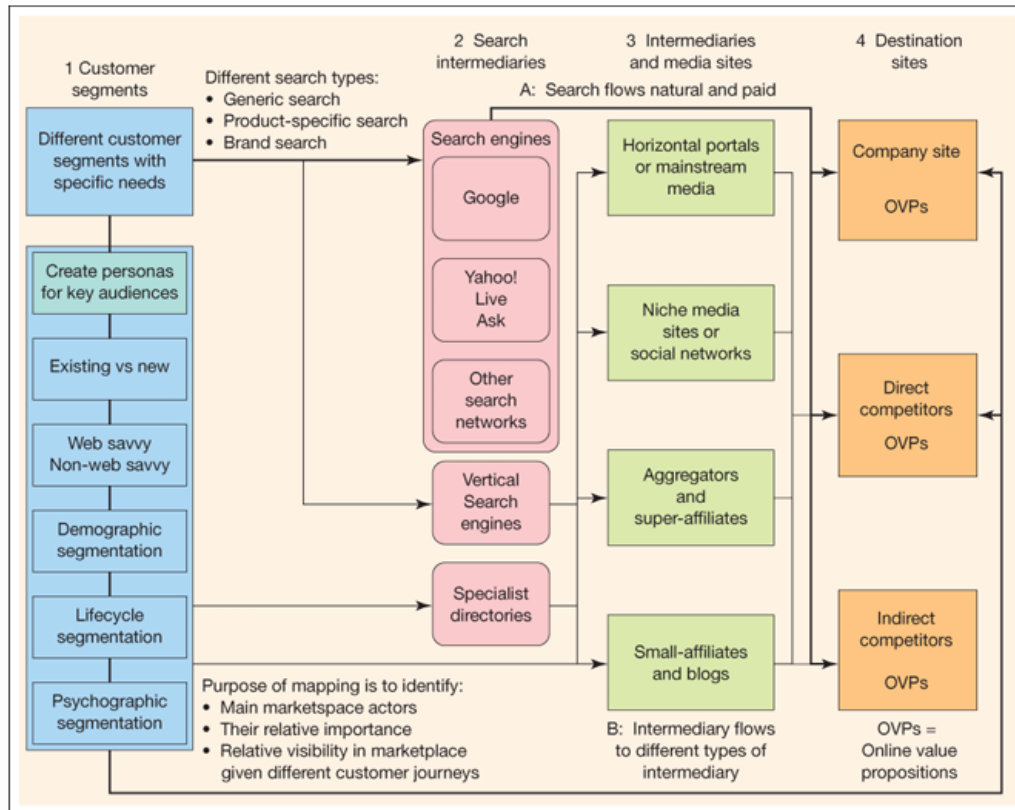 1 Customer
segments
Different search types:
• Generic search
• Product-specific search
• Brand search
2 Search
intermediaries
3 Intermediaries
and media sites
4 Destination
sites
A: Search flows natural and paid
Different customer
segments with
specific needs
Create personas
for key audiences
Existing vs new
Web savvy
Non-web savvy
Demographic
segmentation
Lifecycle
segmentation
Psychographic
segmentation
Search engines
Google
Yahoo!
Live
Ask
Other
search
networks
Vertical
Search
engines
Specialist
directories
Horizontal portals
or mainstream
media
Niche media
sites or
social networks
Aggregators
and
super-affiliates
Small-affiliates
and blogs
Company site
OVPs
Direct
competitors
OVPs
Indirect
competitors
OVPs
Purpose of mapping is to identify:
• Main marketspace actors
• Their relative importance
• Relative visibility in marketplace
given different customer journeys
B: Intermediary flows
to different types of
intermediary
OVPs =
Online value
propositions